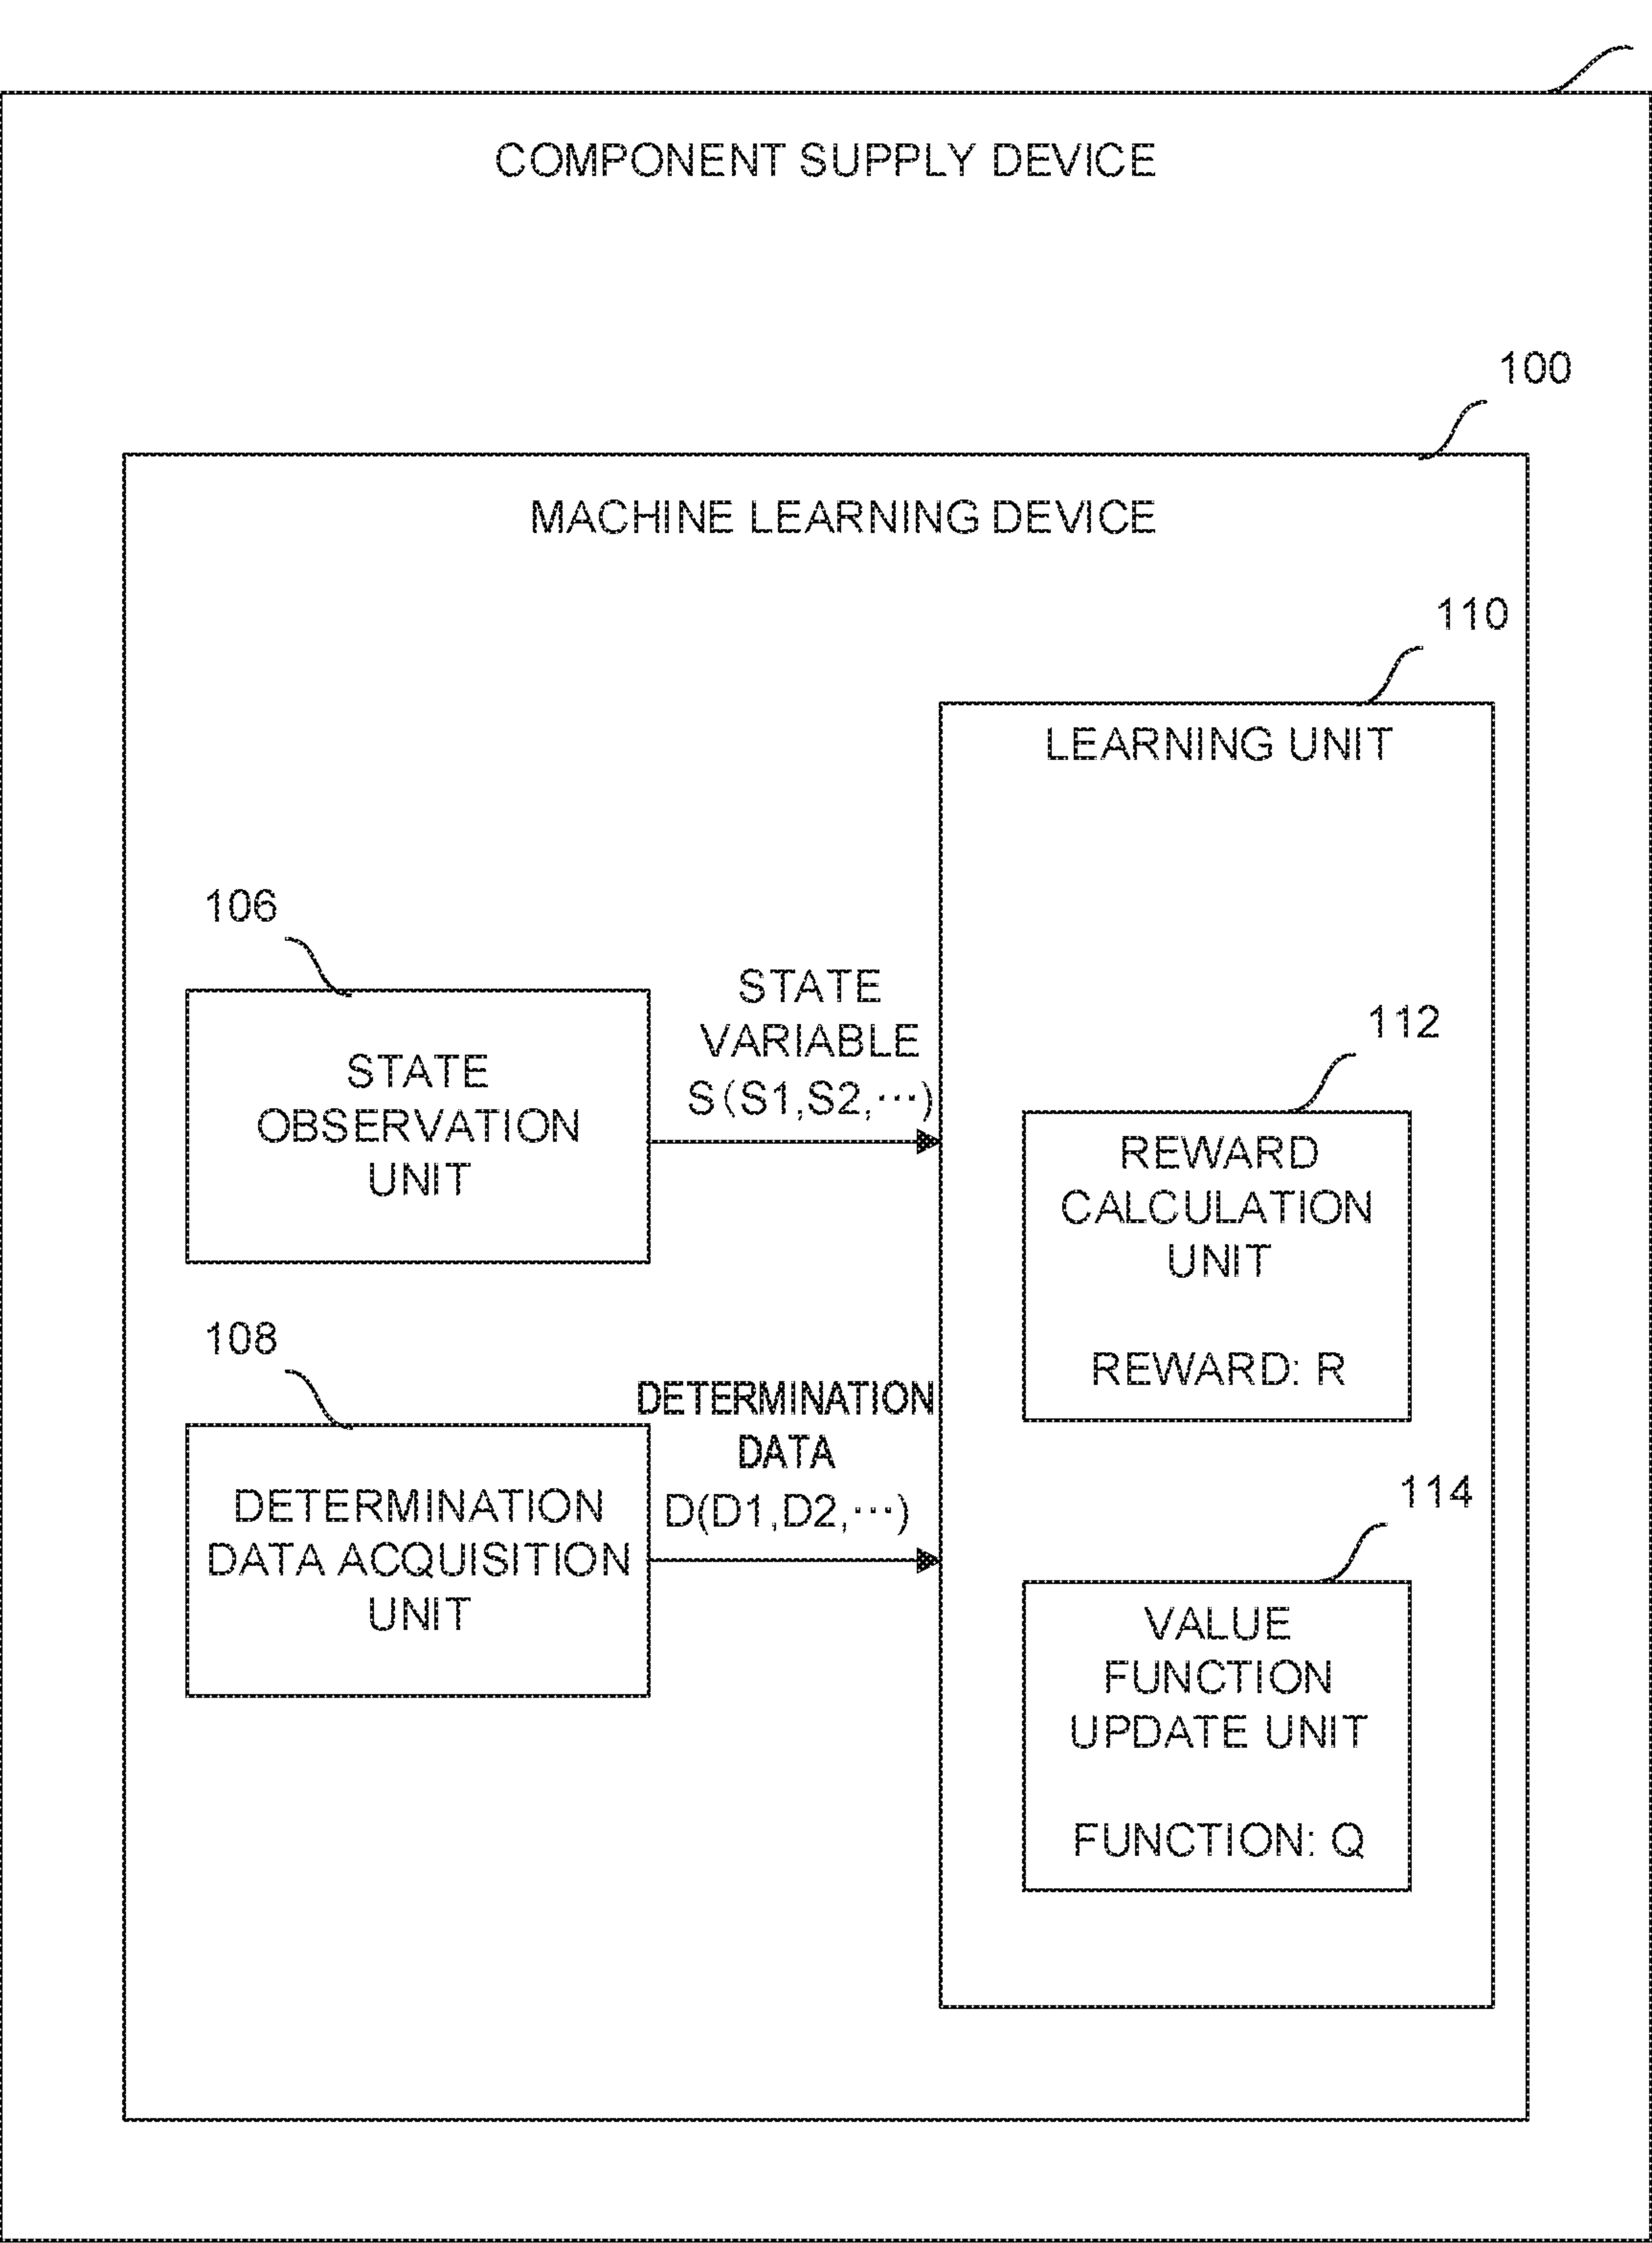 COMPONENT SUPPLY DEVICE
100
MACHINE LEARNING DEVICE
110
LEARNING UNIT
106
STATE
OBSERVATION
UNIT
STATE
VARIABLE
S(S1,S2,⋯)
112
REWARD
CALCULATION
UNIT
REWARD: R
108
DETERMINATION
DATA ACQUISITION
UNIT
DETERMINATION
DATA
D(D1,D2,⋯)
114
VALUE
FUNCTION
UPDATE UNIT
FUNCTION: Q